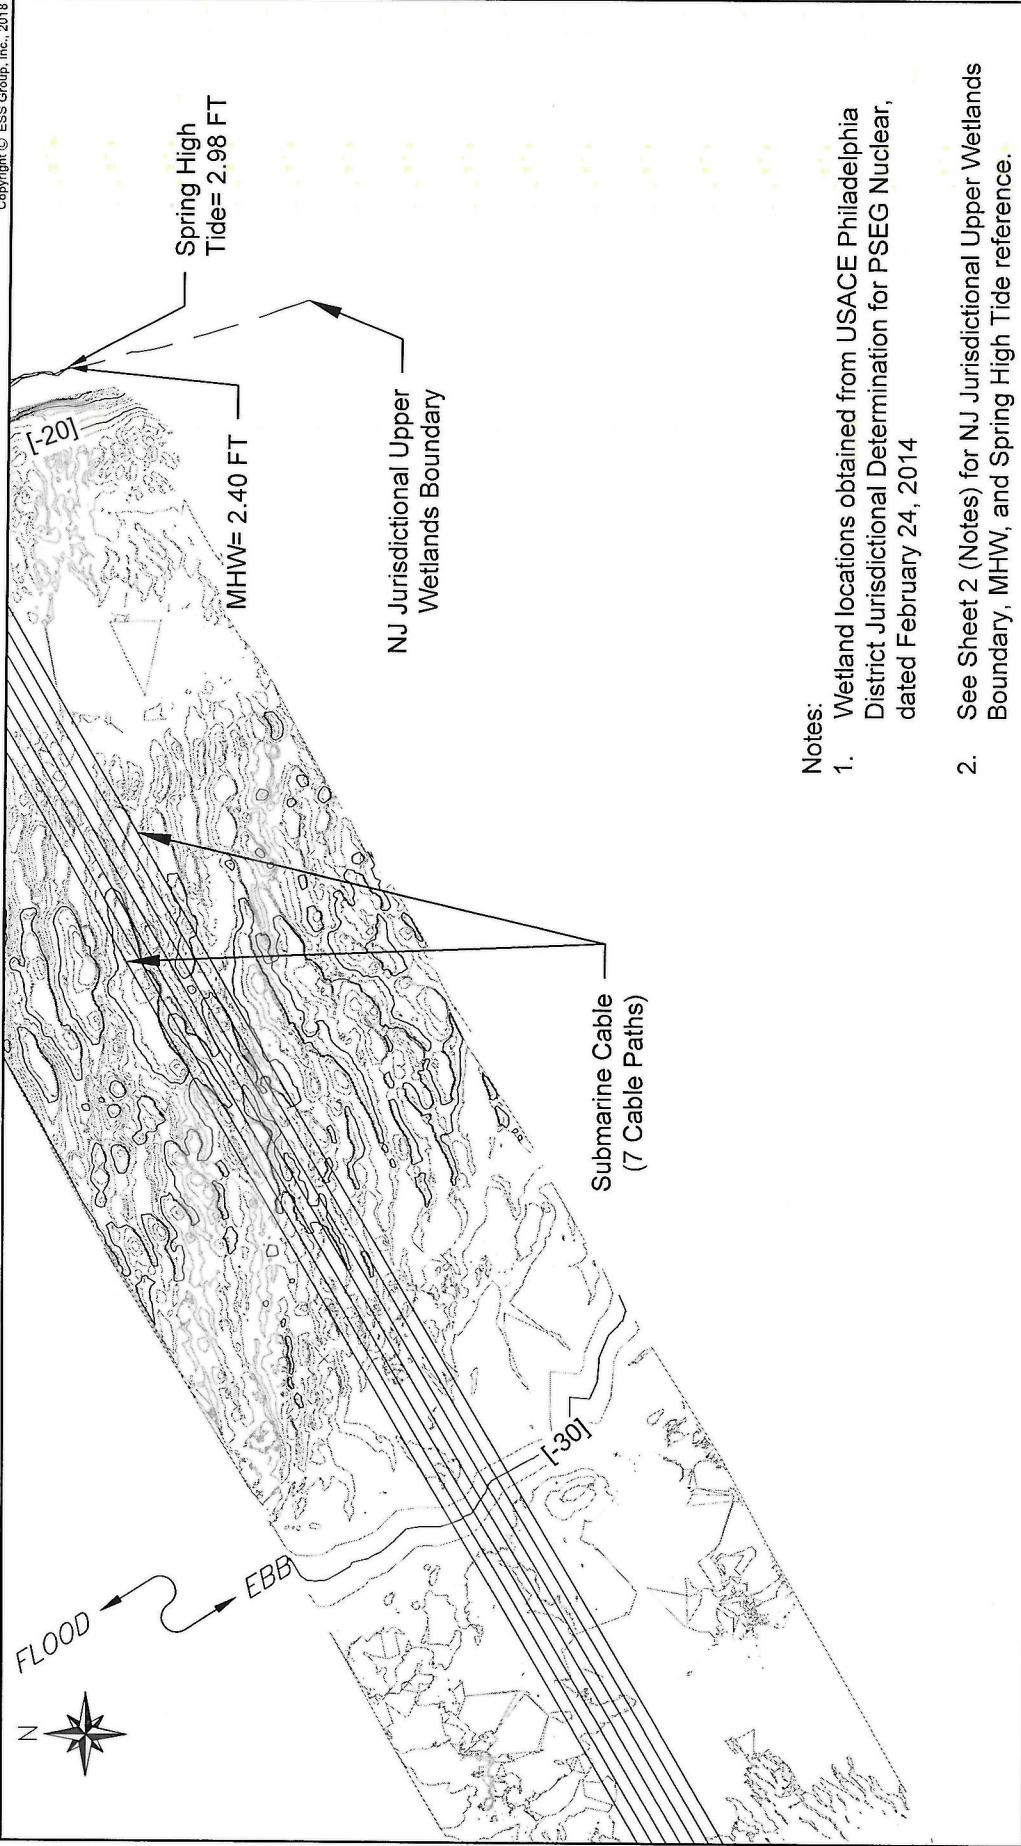 Copyright © ESS Group, Inc., 2018
N
FLOOD
EBB
[-20]
[-30]
Spring High
Tide= 2.98 FT
MHW= 2.40 FT
NJ Jurisdictional Upper
Wetlands Boundary
Submarine Cable
(7 Cable Paths)
Notes:
1. Wetland locations obtained from USACE Philadelphia
District Jurisdictional Determination for PSEG Nuclear,
dated February 24, 2014
2. See Sheet 2 (Notes) for NJ Jurisdictional Upper Wetlands
Boundary, MHW, and Spring High Tide reference.